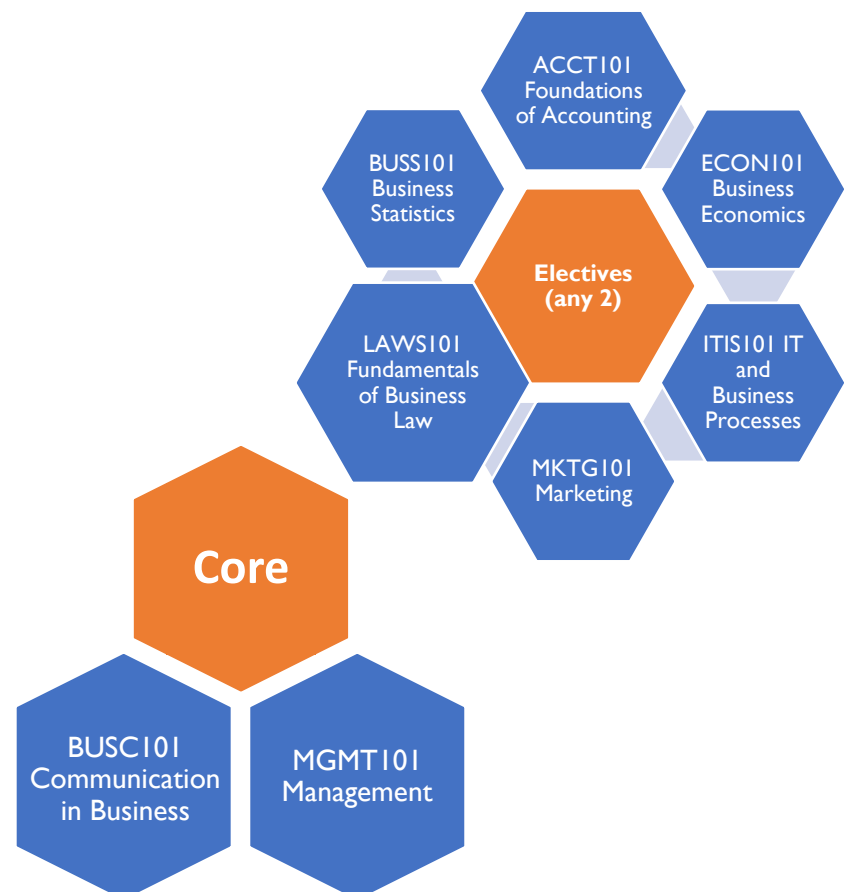 ACCT101
Foundations
of Accounting
BUSS101
Business
Statistics
ECON101
Business
Economics
Electives
(any 2)
LAWS101
Fundamentals
of Business
Law
ITIS101 IT
and
Business
Processes
MKTG101
Marketing
Core
BUSC101
Communication
in Business
MGMT101
Management